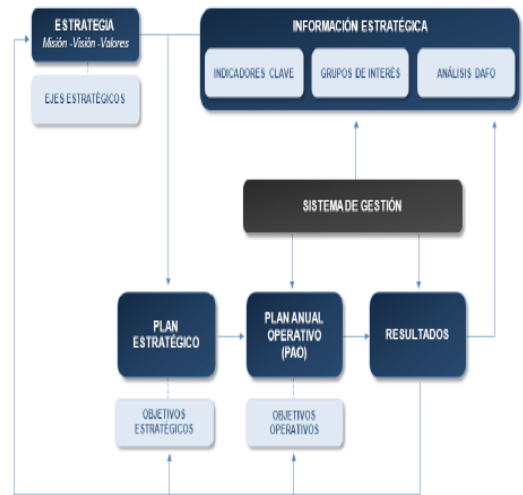 ESTRATEGIA
Misión -Visión -Valores
EJES ESTRATÉGICOS
INFORMACIÓN ESTRATÉGICA
INDICADORES CLAVE
GRUPOS DE INTERÉS
ANÁLISIS DAFO
SISTEMA DE GESTIÓN
PLAN
ESTRATÉGICO
PLAN ANUAL
OPERATIVO
(PAO)
RESULTADOS
OBJETIVOS
ESTRATÉGICOS
OBJETIVOS
OPERATIVOS